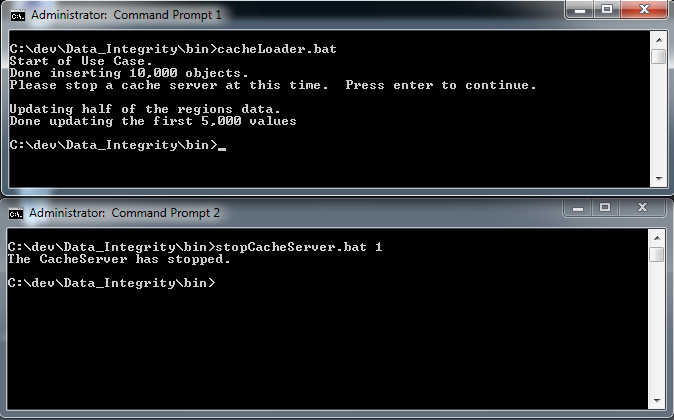 Administrator: Command Prompt 1
C:\dev\Data_Integrity\bin>cacheLoader.bat
Start of Use Case.
Done inserting 10,000 objects.
Please stop a cache server at this time.  Press enter to continue.
Updating half of the regions data.
Done updating the first 5,000 values
C:\dev\Data_Integrity\bin>_
Administrator: Command Prompt 2
C:\dev\Data_Integrity\bin>stopCacheServer.bat 1
The CacheServer has stopped.
C:\dev\Data_Integrity\bin>